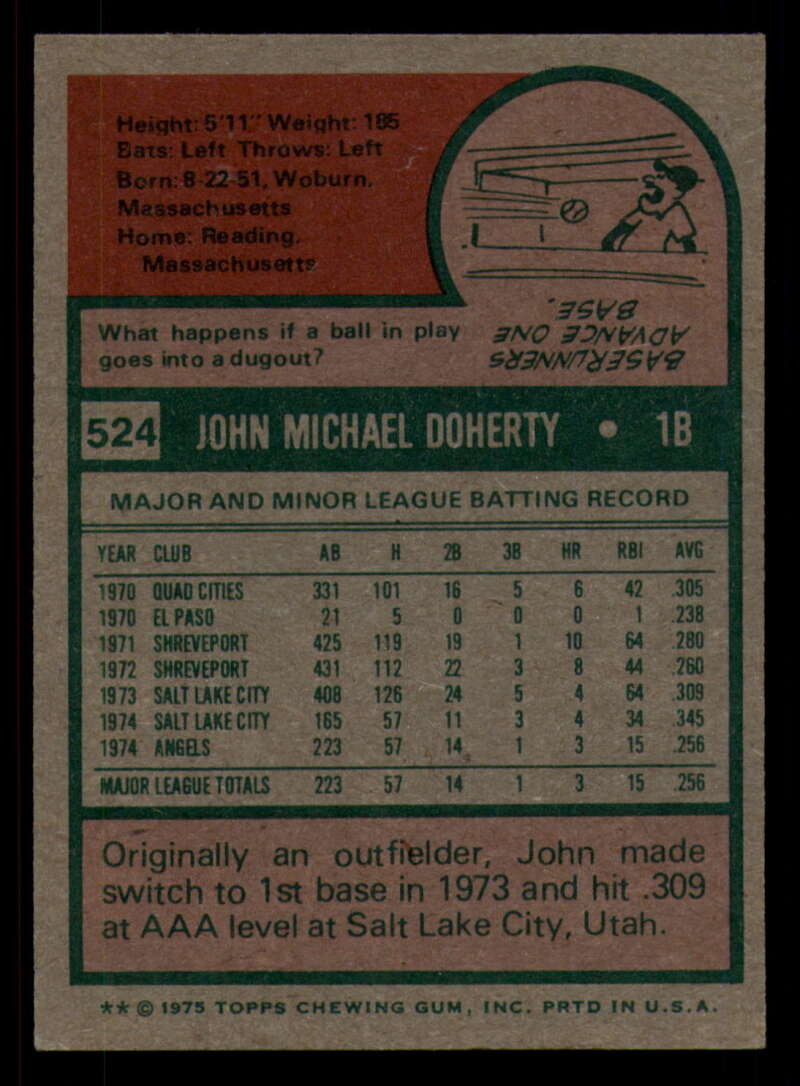 Height: 5'11" Weight: 185
Bats: Left Throws: Left
Born: 8-22-51, Woburn,
Massachusetts
Home: Reading,
Massachusetts
What happens if a ball in play
goes into a dugout?
BASERUNNERS
ADVANCE ONE
BASE.
524 JOHN MICHAEL DOHERTY • 1B
MAJOR AND MINOR LEAGUE BATTING RECORD
YEAR CLUB AB H 2B 3B HR RBI AVG
1970 QUAD CITIES 331 101 16 5 6 42 .305
1970 EL PASO 21 5 0 0 0 1 .238
1971 SHREVEPORT 425 119 19 1 10 64 .280
1972 SHREVEPORT 431 112 22 3 8 44 .260
1973 SALT LAKE CITY 408 126 24 5 4 64 .309
1974 SALT LAKE CITY 165 57 11 3 4 34 .345
1974 ANGELS 223 57 14 1 3 15 .256
MAJOR LEAGUE TOTALS 223 57 14 1 3 15 .256
Originally an outfielder, John made
switch to 1st base in 1973 and hit .309
at AAA level at Salt Lake City, Utah.
** © 1975 TOPPS CHEWING GUM, INC. PRTD IN U.S.A.